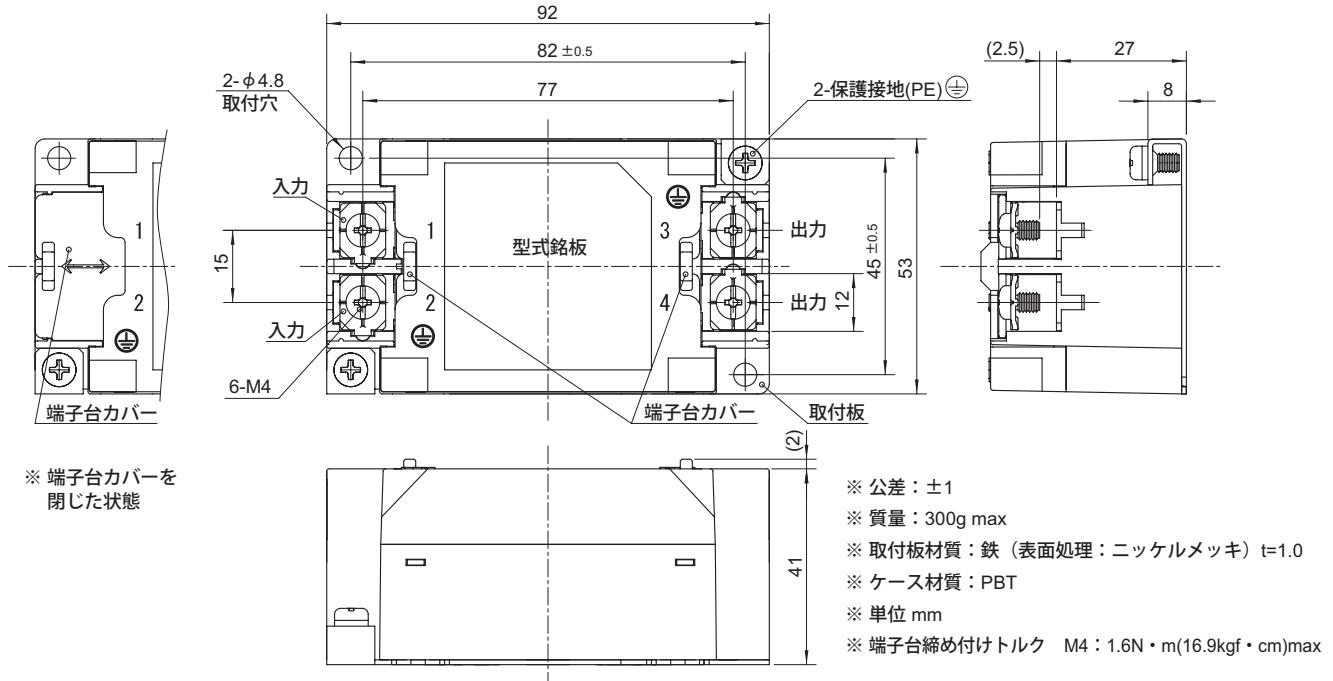 92
82 ±0.5
77
2-φ4.8
取付穴
2-保護接地(PE)
(2.5)
27
8
入力
1
3
出力
型式銘板
1
15
45 ±0.5
53
2
2
4
出力
12
入力
6-M4
端子台カバー
端子台カバー
取付板
※ 端子台カバーを
閉じた状態
(2)
41
※ 公差：±1
※ 質量：300g max
※ 取付板材質：鉄（表面処理：ニッケルメッキ）t=1.0
※ ケース材質：PBT
※ 単位 mm
※ 端子台締め付けトルク　M4：1.6N・m(16.9kgf・cm)max